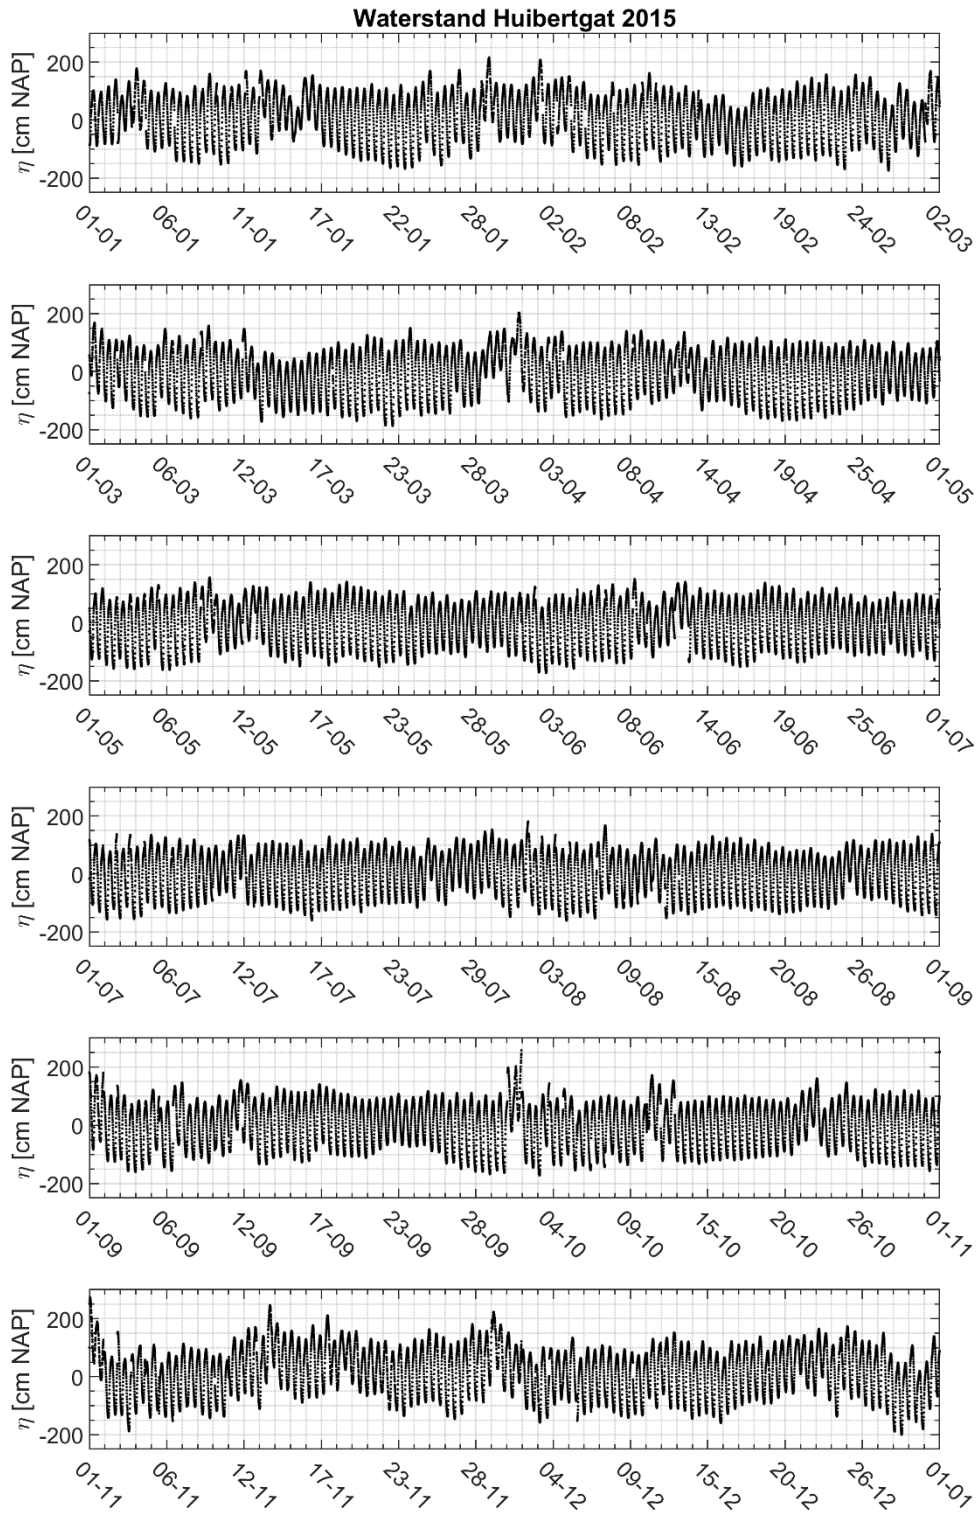 Waterstand Huibertgat 2015
η [cm NAP]
200
0
-200
01-01 06-01 11-01 17-01 22-01 28-01 02-02 08-02 13-02 19-02 24-02 02-03
η [cm NAP]
200
0
-200
01-03 06-03 12-03 17-03 23-03 28-03 03-04 08-04 14-04 19-04 25-04 01-05
η [cm NAP]
200
0
-200
01-05 06-05 12-05 17-05 23-05 28-05 03-06 08-06 14-06 19-06 25-06 01-07
η [cm NAP]
200
0
-200
01-07 06-07 12-07 17-07 23-07 29-07 03-08 09-08 15-08 20-08 26-08 01-09
η [cm NAP]
200
0
-200
01-09 06-09 12-09 17-09 23-09 28-09 04-10 09-10 15-10 20-10 26-10 01-11
η [cm NAP]
200
0
-200
01-11 06-11 12-11 17-11 23-11 28-11 04-12 09-12 15-12 20-12 26-12 01-01